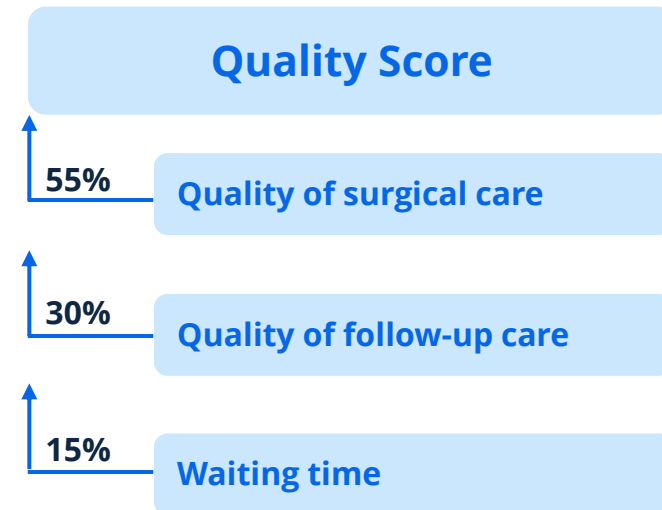 Quality Score
55%
Quality of surgical care
30%
Quality of follow-up care
15%
Waiting time